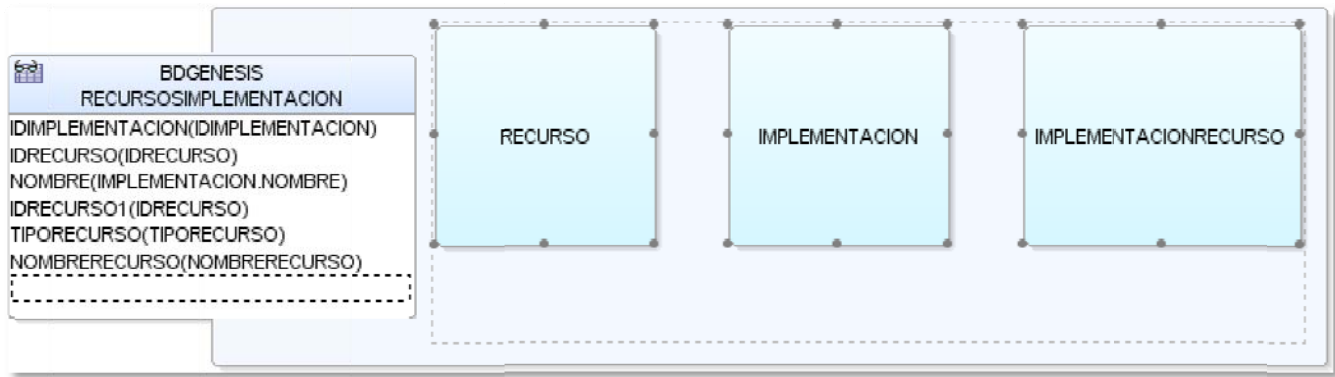 BDGENESIS
RECURSOSIMPLEMENTACION
IDIMPLEMENTACION(IDIMPLEMENTACION)
IDRECURSO(IDRECURSO)
NOMBRE(IMPLEMENTACION.NOMBRE)
IDRECURSO1(IDRECURSO)
TIPORECURSO(TIPORECURSO)
NOMBRERECURSO(NOMBRERECURSO)
RECURSO
IMPLEMENTACION
IMPLEMENTACIONRECURSO